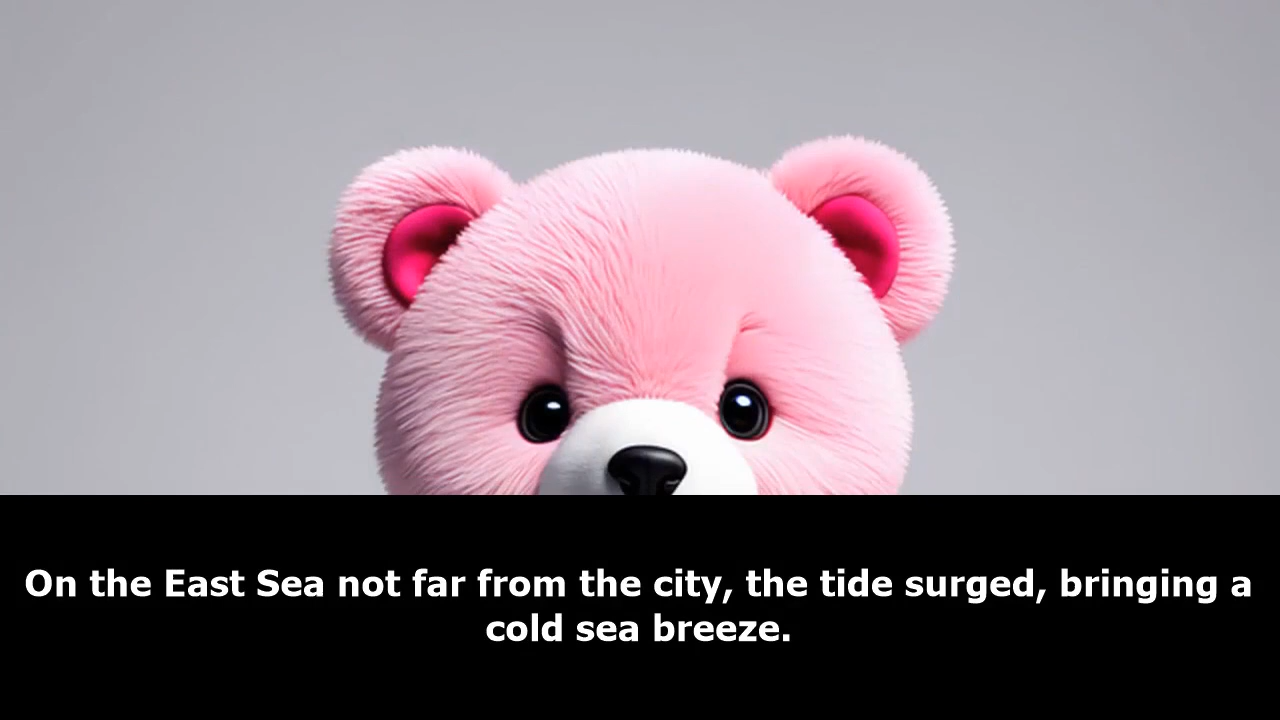 On the East Sea not far from the city, the tide surged, bringing a
cold sea breeze.